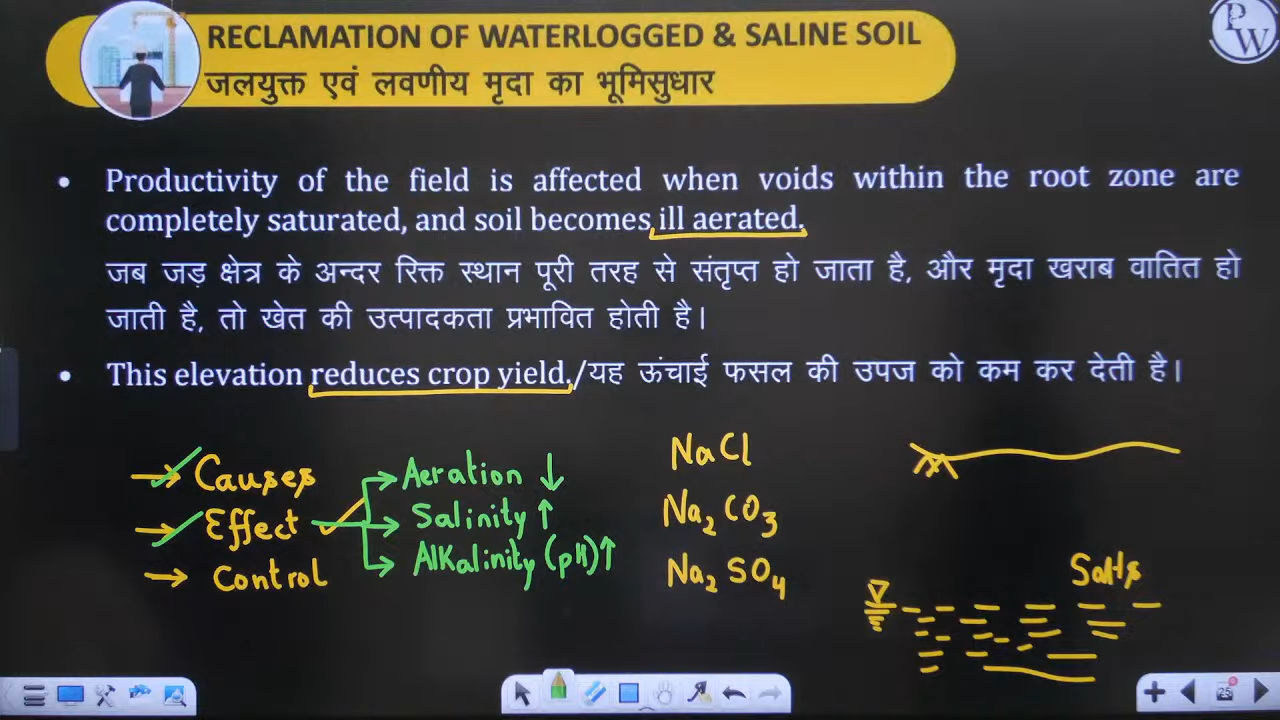 RECLAMATION OF WATERLOGGED & SALINE SOIL
जलयुक्त एवं लवणीय मृदा का भूमिसुधार
PW
• Productivity of the field is affected when voids within the root zone are
completely saturated, and soil becomes ill aerated.
जब जड़ क्षेत्र के अन्दर रिक्त स्थान पूरी तरह से संतृप्त हो जाता है, और मृदा खराब वातित हो
जाती है, तो खेत की उत्पादकता प्रभावित होती है।
• This elevation reduces crop yield./यह ऊंचाई फसल की उपज को कम कर देती है।
→ Causes
→ Effect
→ Control
→ Aeration ↓
→ Salinity ↑
→ Alkalinity (pH) ↑
NaCl
Na₂CO₃
Na₂SO₄
Salts
25